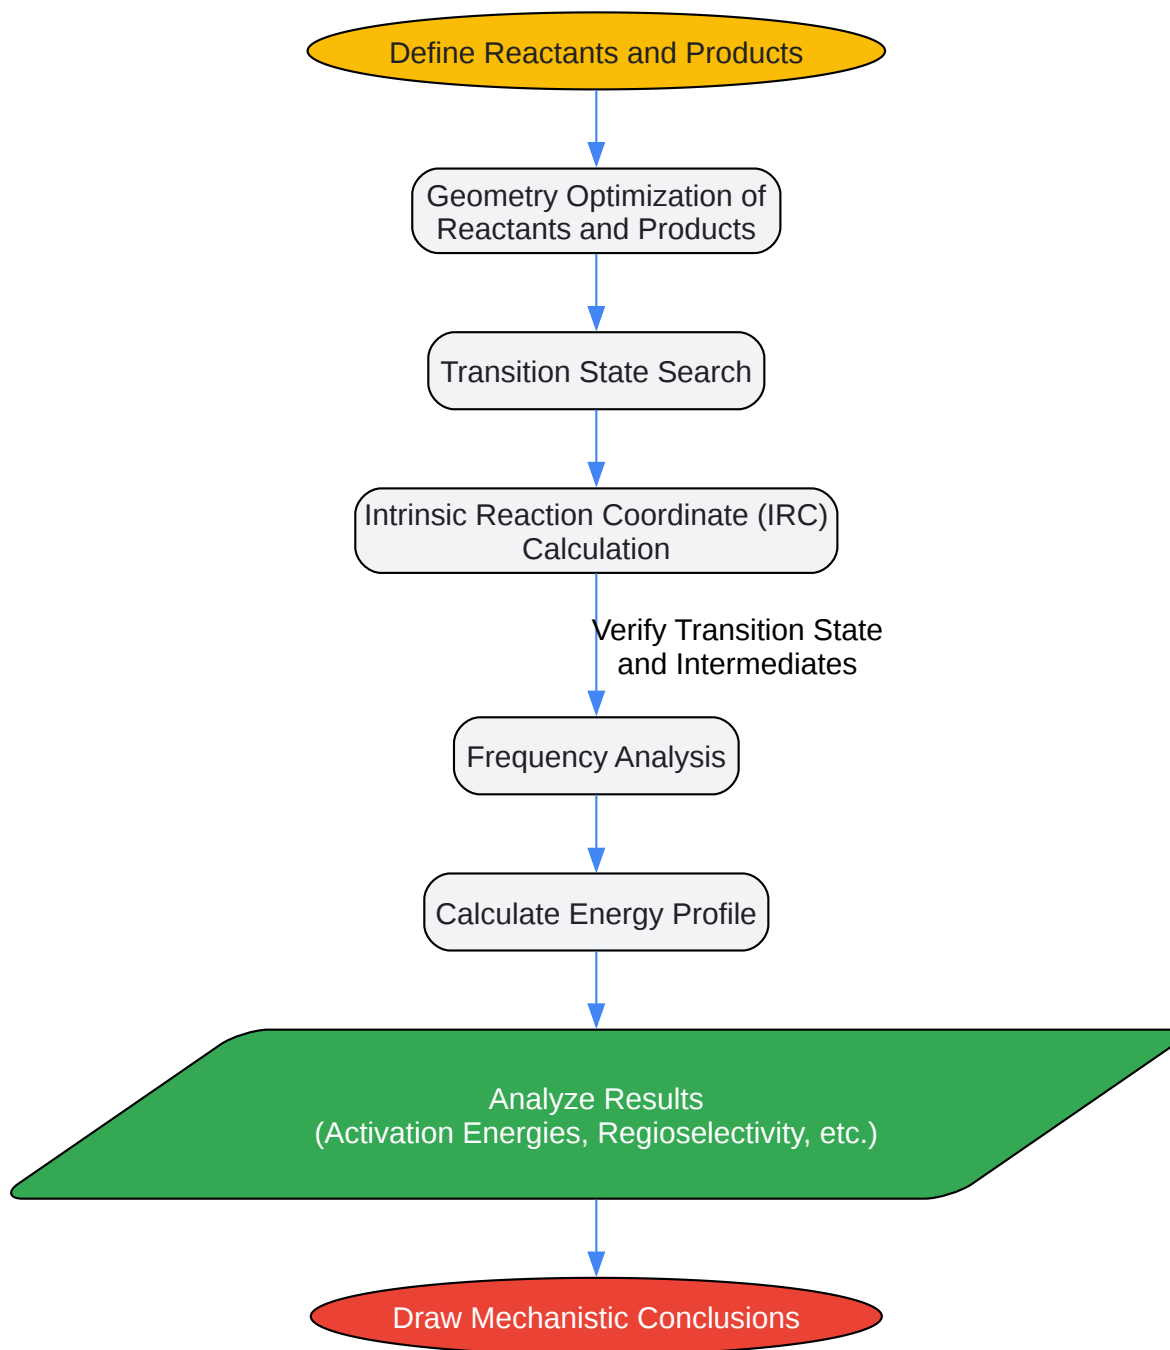 Define Reactants and Products
Geometry Optimization of
Reactants and Products
Transition State Search
Intrinsic Reaction Coordinate (IRC)
Calculation
Verify Transition State
and Intermediates
Frequency Analysis
Calculate Energy Profile
Analyze Results
(Activation Energies, Regioselectivity, etc.)
Draw Mechanistic Conclusions